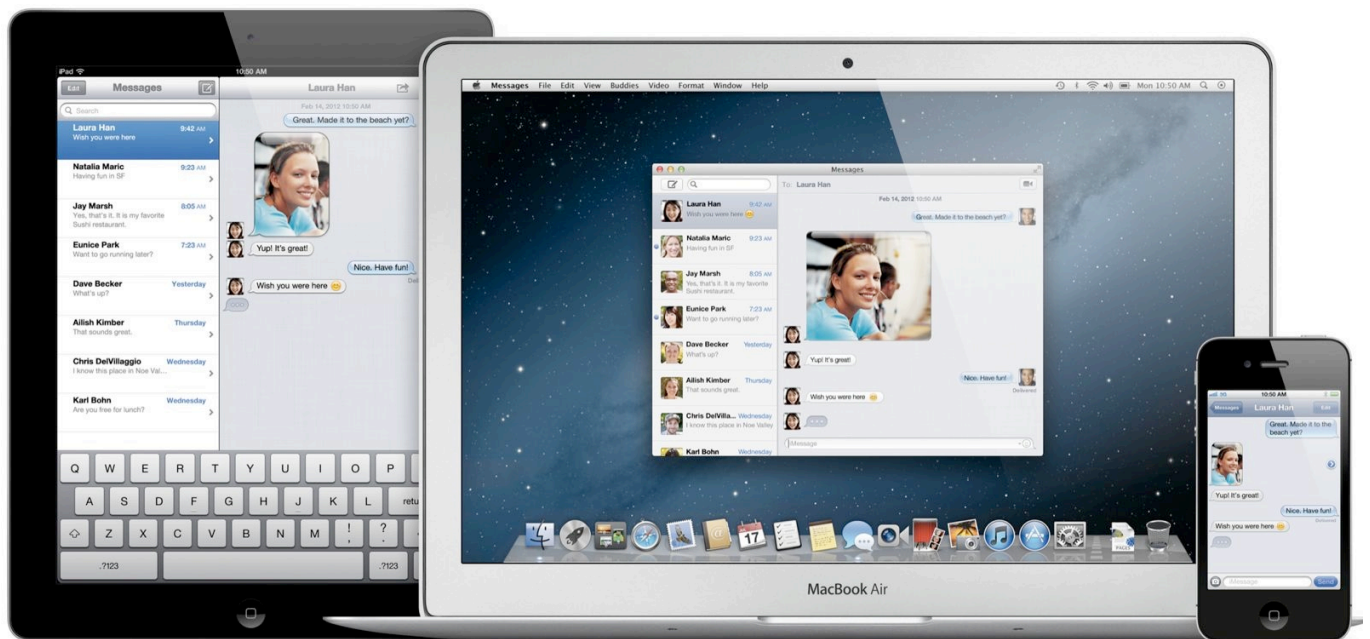 iPad
10:50 AM
Edit
Messages
Laura Han
Search
Laura Han 9:42 AM
Wish you were here
Natalia Maric 9:23 AM
Having fun in SF
Jay Marsh 8:05 AM
Yes, that's it. It is my favorite
Sushi restaurant.
Eunice Park 7:23 AM
Want to go running later?
Dave Becker Yesterday
What's up?
Ailish Kimber Thursday
That sounds great.
Chris DelVillaggio Wednesday
I know this place in Noe Val...
Karl Bohn Wednesday
Are you free for lunch?
Feb 14, 2012 10:50 AM
Great. Made it to the beach yet?
Yup! It's great!
Nice. Have fun!
Wish you were here
Q W E R T Y U I O P
A S D F G H J K L retu
Z X C V B N M ! , ? .
.?123 .?123
Messages File Edit View Buddies Video Format Window Help
Mon 10:50 AM
Messages
To: Laura Han
Laura Han 9:42 AM
Wish you were here
Natalia Maric 9:23 AM
Having fun in SF
Jay Marsh 8:05 AM
Yes, that's it. It is my favorite
Sushi restaurant.
Eunice Park 7:23 AM
Want to go running later?
Dave Becker Yesterday
What's up?
Ailish Kimber Thursday
That sounds great.
Chris DelVilla... Wednesday
I know this place in Noe Valley
Karl Bohn Wednesday
Feb 14, 2012 10:50 AM
Great. Made it to the beach yet?
Yup! It's great!
Nice. Have fun!
Delivered
Wish you were here
iMessage
17
PAGES
MacBook Air
3G
10:50 AM
Messages
Laura Han
Edit
Great. Made it to the
beach yet?
Yup! It's great!
Nice. Have fun!
Delivered
Wish you were here
iMessage
Send